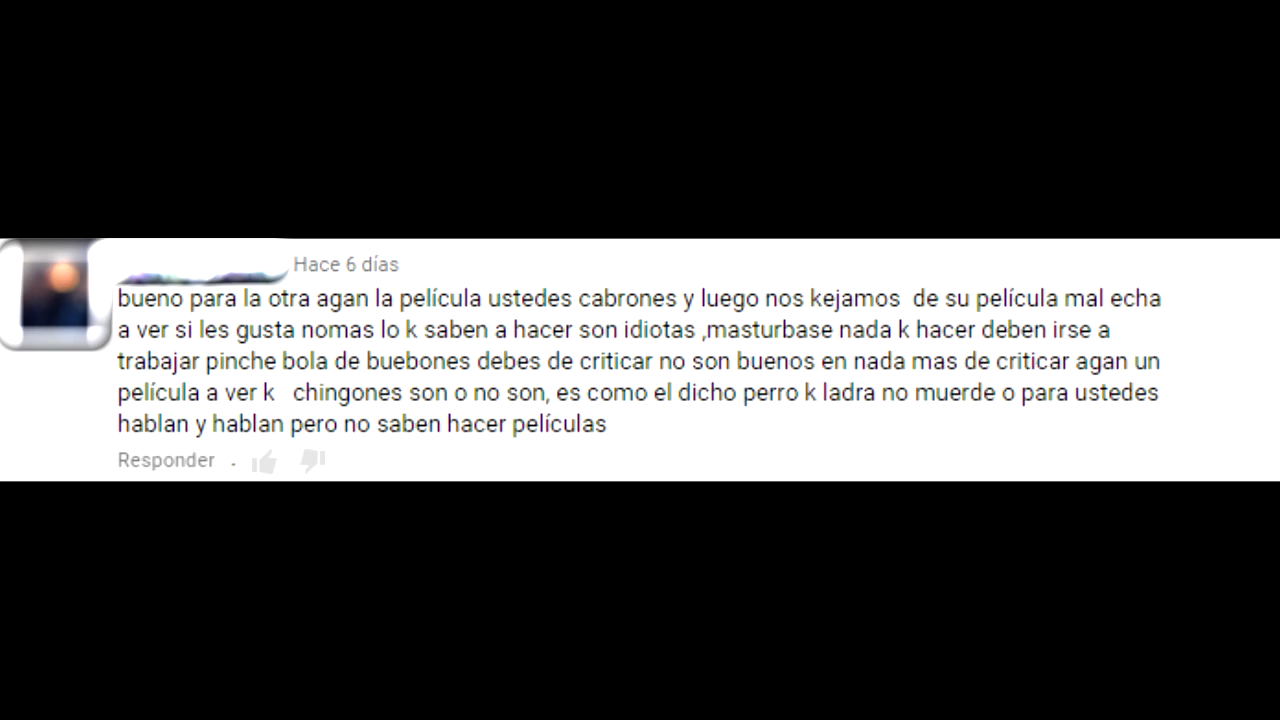 Hace 6 días
bueno para la otra agan la película ustedes cabrones y luego nos kejamos  de su película mal echa
a ver si les gusta nomas lo k saben a hacer son idiotas ,masturbase nada k hacer deben irse a
trabajar pinche bola de buebones debes de criticar no son buenos en nada mas de criticar agan un
película a ver k   chingones son o no son, es como el dicho perro k ladra no muerde o para ustedes
hablan y hablan pero no saben hacer películas
Responder .